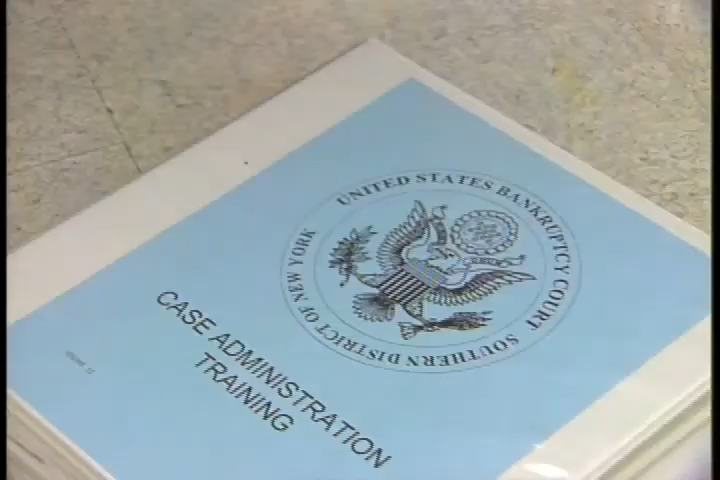 UNITED STATES BANKRUPTCY COURT
SOUTHERN DISTRICT OF NEW YORK
CASE ADMINISTRATION
TRAINING